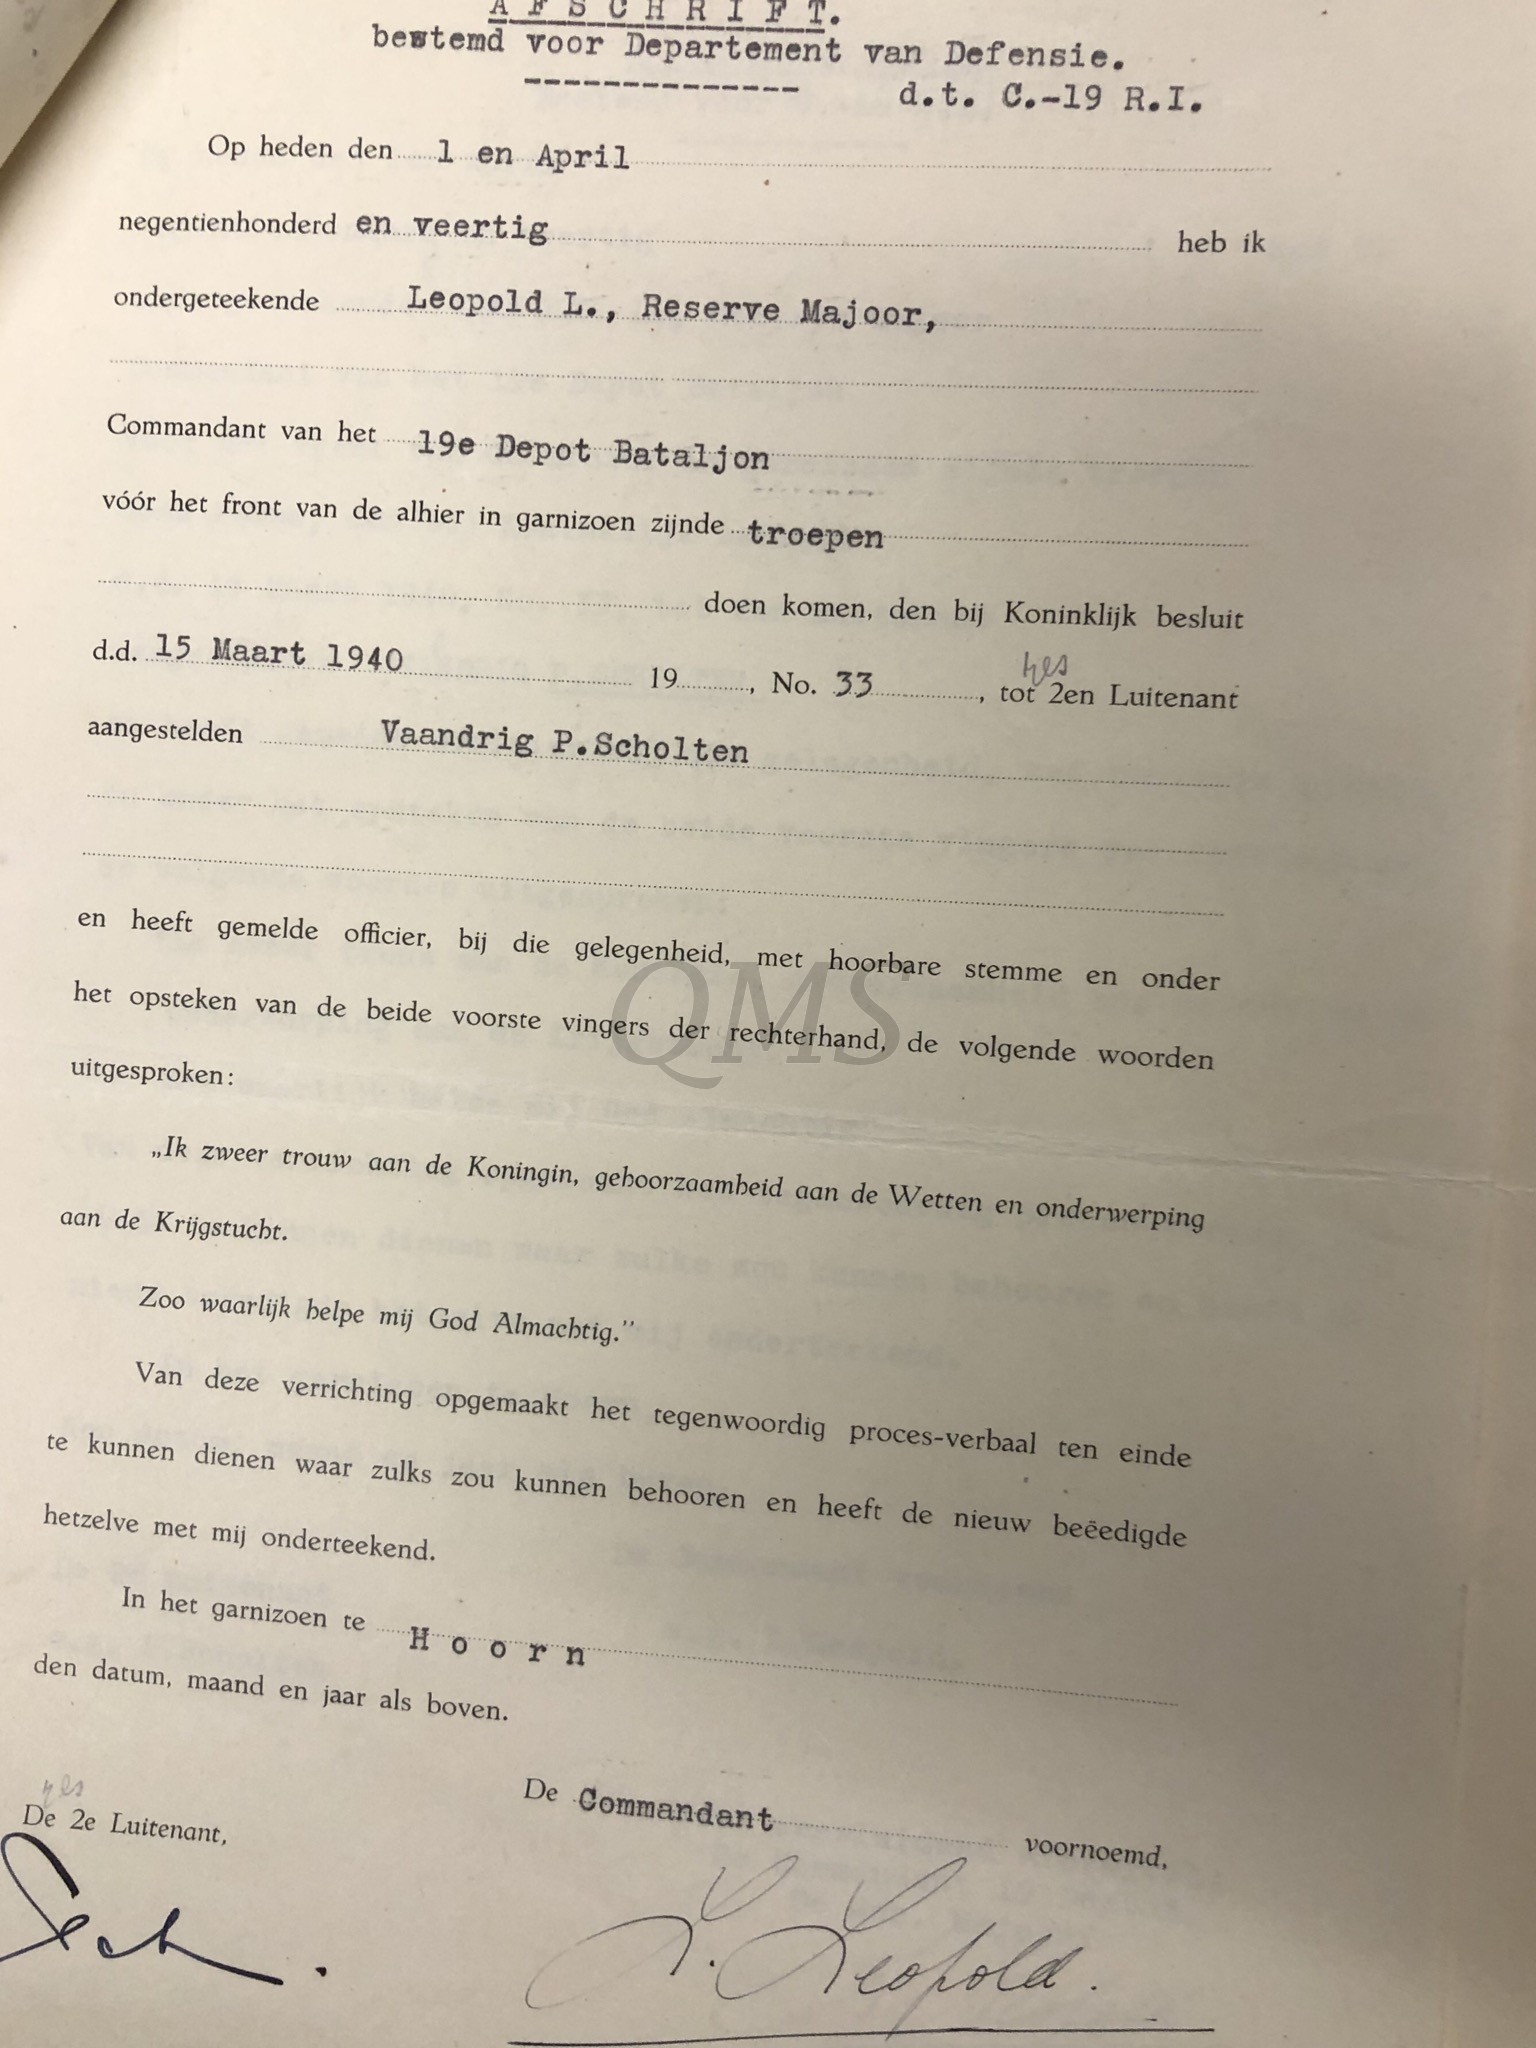 A F S C H R I F T.
bestemd voor Departement van Defensie.
d.t. C.-19 R.I.
Op heden den 1 en April
negentienhonderd en veertig heb ik
ondergeteekende Leopold L., Reserve Majoor,
Commandant van het 19e Depot Bataljon
vóór het front van de alhier in garnizoen zijnde troepen
doen komen, den bij Koninklijk besluit
d.d. 15 Maart 1940 19 , No. 33 , tot res 2en Luitenant
aangestelden Vaandrig P.Scholten
en heeft gemelde officier, bij die gelegenheid, met hoorbare stemme en onder
het opsteken van de beide voorste vingers der rechterhand, de volgende woorden
uitgesproken:
QMS
„Ik zweer trouw aan de Koningin, gehoorzaamheid aan de Wetten en onderwerping
aan de Krijgstucht.
Zoo waarlijk helpe mij God Almachtig.”
Van deze verrichting opgemaakt het tegenwoordig proces-verbaal ten einde
te kunnen dienen waar zulks zou kunnen behooren en heeft de nieuw beëedigde
hetzelve met mij onderteekend.
In het garnizoen te H o o r n
den datum, maand en jaar als boven.
De res 2e Luitenant,
De Commandant voornoemd,
Sch.
L. Leopold.